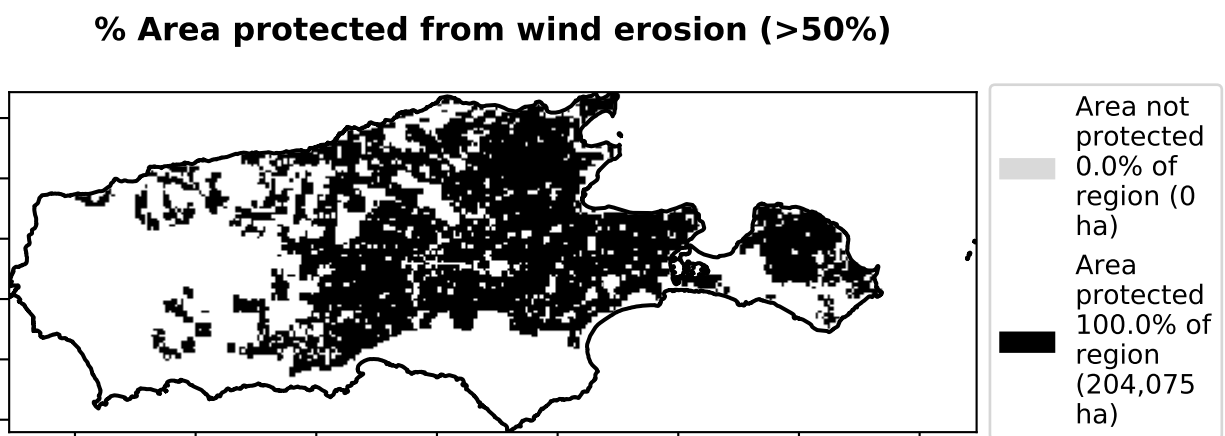 % Area protected from wind erosion (>50%)
Area not
protected
0.0% of
region (0
ha)
Area
protected
100.0% of
region
(204,075
ha)